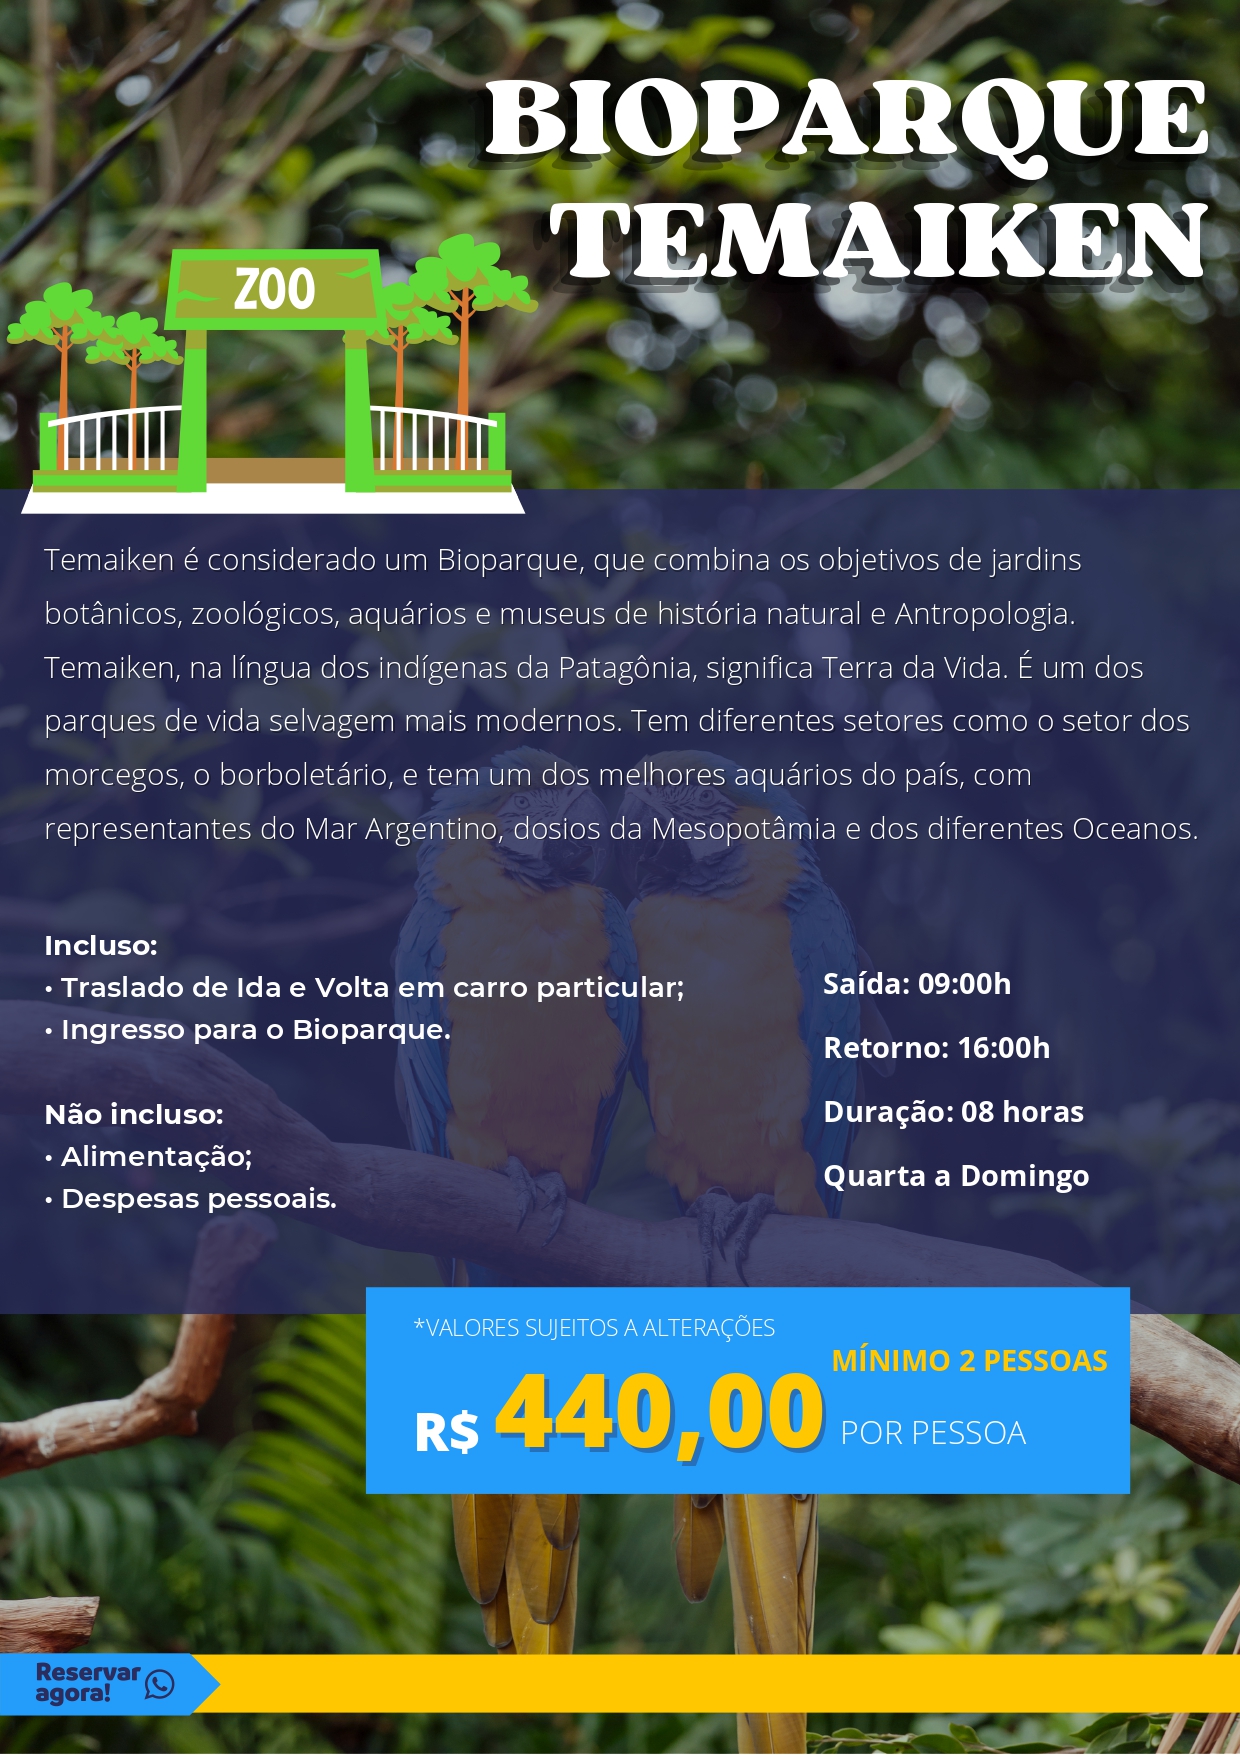 BIOPARQUE
TEMAIKEN
ZOO
Temaiken é considerado um Bioparque, que combina os objetivos de jardins
botânicos, zoológicos, aquários e museus de história natural e Antropologia.
Temaiken, na língua dos indígenas da Patagônia, significa Terra da Vida. É um dos
parques de vida selvagem mais modernos. Tem diferentes setores como o setor dos
morcegos, o borboletário, e tem um dos melhores aquários do país, com
representantes do Mar Argentino, dosios da Mesopotâmia e dos diferentes Oceanos.
Incluso:
• Traslado de Ida e Volta em carro particular;
• Ingresso para o Bioparque.
Não incluso:
• Alimentação;
• Despesas pessoais.
Saída: 09:00h
Retorno: 16:00h
Duração: 08 horas
Quarta a Domingo
*VALORES SUJEITOS A ALTERAÇÕES
MÍNIMO 2 PESSOAS
R$ 440,00 POR PESSOA
Reservar
agora!